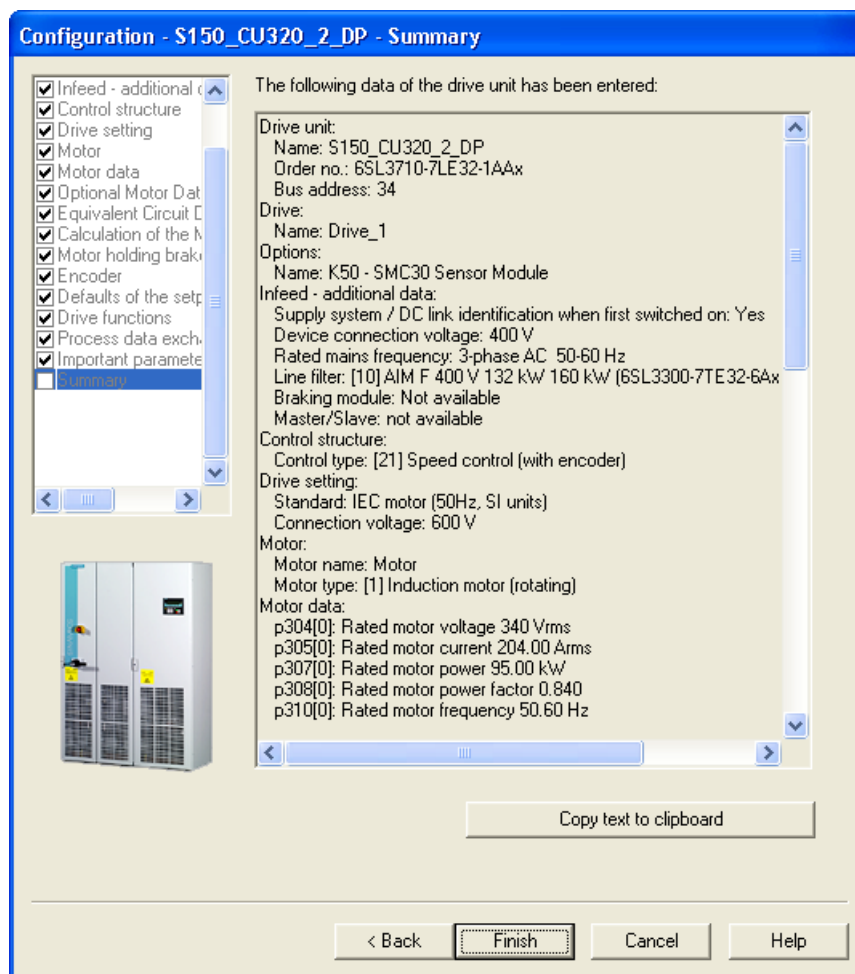 Configuration - S150_CU320_2_DP - Summary
Infeed - additional
Control structure
Drive setting
Motor
Motor data
Optional Motor Dat
Equivalent Circuit
Calculation of the
Motor holding
Encoder
Defaults of the
Drive functions
Process data
Important
Summary
The following data of the drive unit has been entered:
Drive unit:
Name: S150_CU320_2_DP
Order no.: 6SL3710-7LE32-1AAx
Bus address: 34
Drive:
Name: Drive_1
Options:
Name: K50 - SMC30 Sensor Module
Infeed - additional data:
Supply system / DC link identification when first switched on: Yes
Device connection voltage: 400 V
Rated mains frequency: 3-phase AC 50-60 Hz
Line filter: [10] AIM F 400 V 132 kW 160 kW (6SL3300-7TE32-6Ax
Braking module: Not available
Master/Slave: not available
Control structure:
Control type: [21] Speed control (with encoder)
Drive setting:
Standard: IEC motor (50Hz, SI units)
Connection voltage: 600 V
Motor:
Motor name: Motor
Motor type: [1] Induction motor (rotating)
Motor data:
p304[0]: Rated motor voltage 340 Vrms
p305[0]: Rated motor current 204.00 Arms
p307[0]: Rated motor power 95.00 kW
p308[0]: Rated motor power factor 0.840
p310[0]: Rated motor frequency 50.60 Hz
Copy text to clipboard
< Back
Finish
Cancel
Help